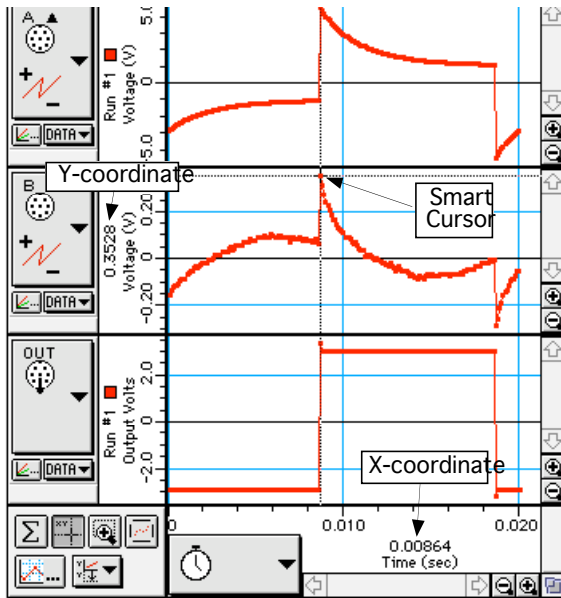 A
DATA
Run #1
Voltage (V)
5.0
0
-5.0
Y-coordinate
B
DATA
0.3528
Voltage (V)
0.20
0
-0.20
Smart
Cursor
OUT
DATA
Run #1
Output Volts
2.0
0
-2.0
X-coordinate
0
0.010
0.020
0.00864
Time (sec)
Σ
XY